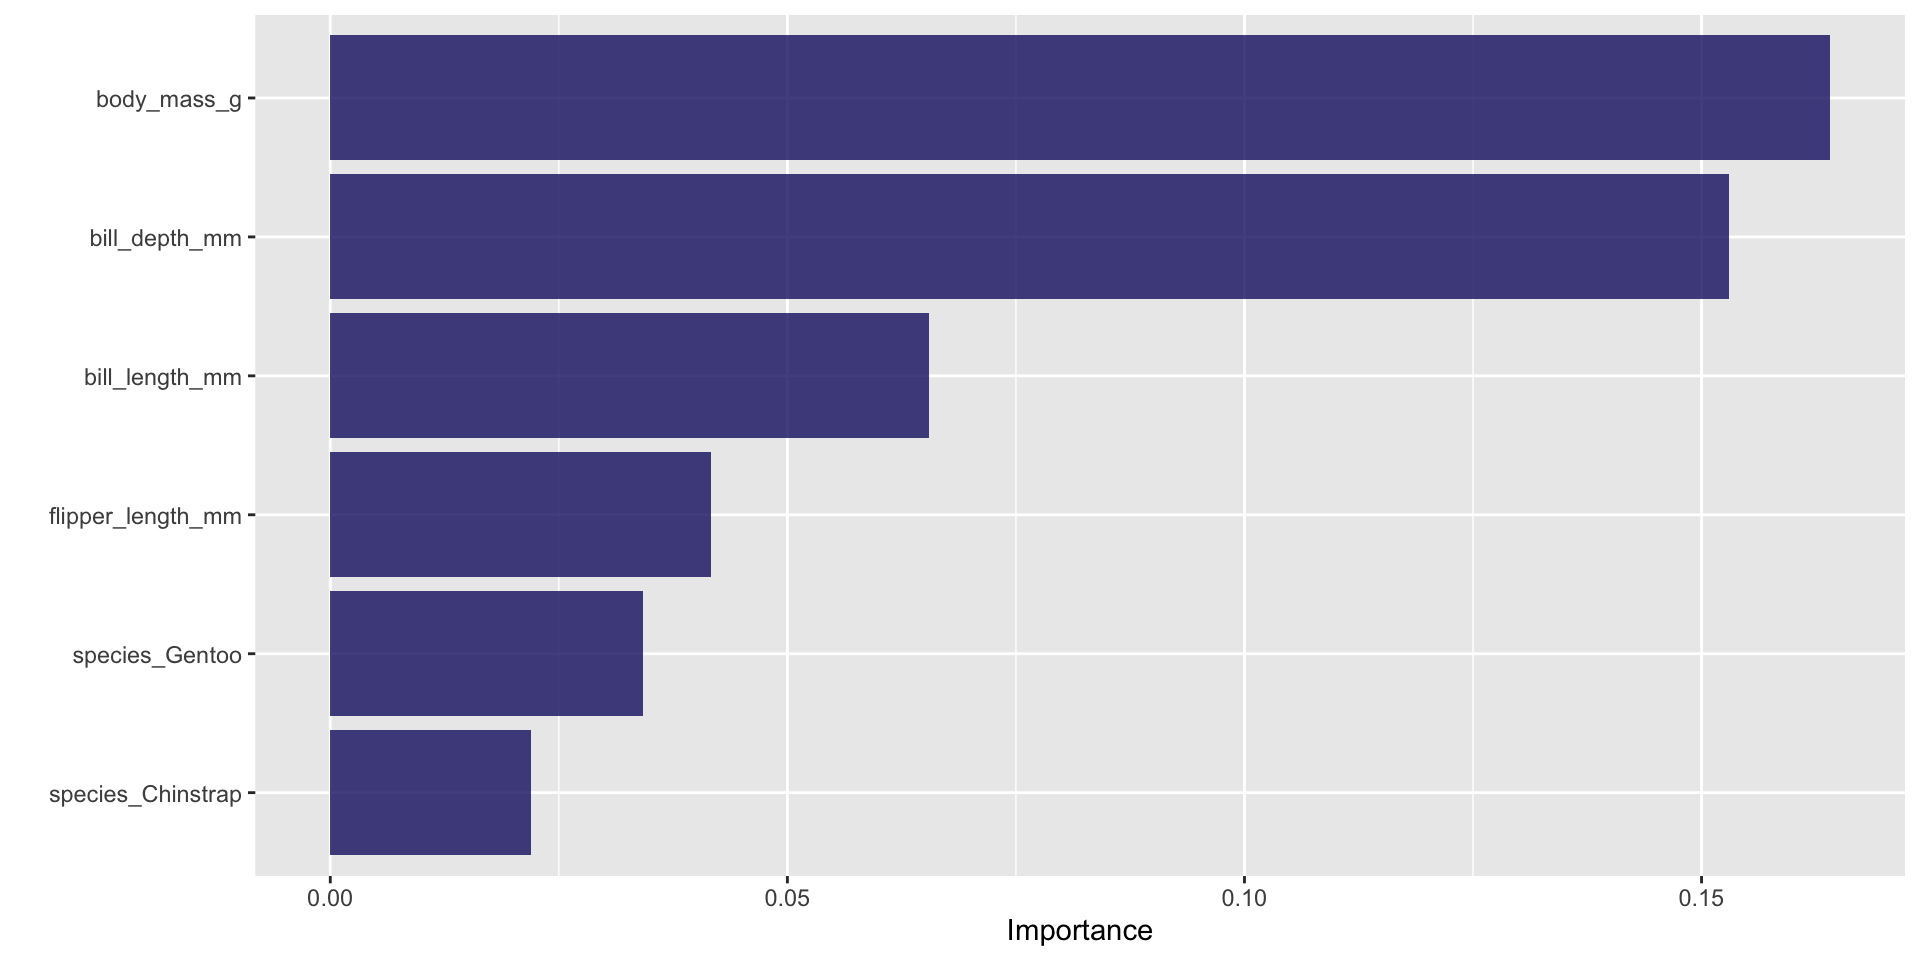 body_mass_g
bill_depth_mm
bill_length_mm
flipper_length_mm
species_Gentoo
species_Chinstrap
0.00 0.05 0.10 0.15
Importance